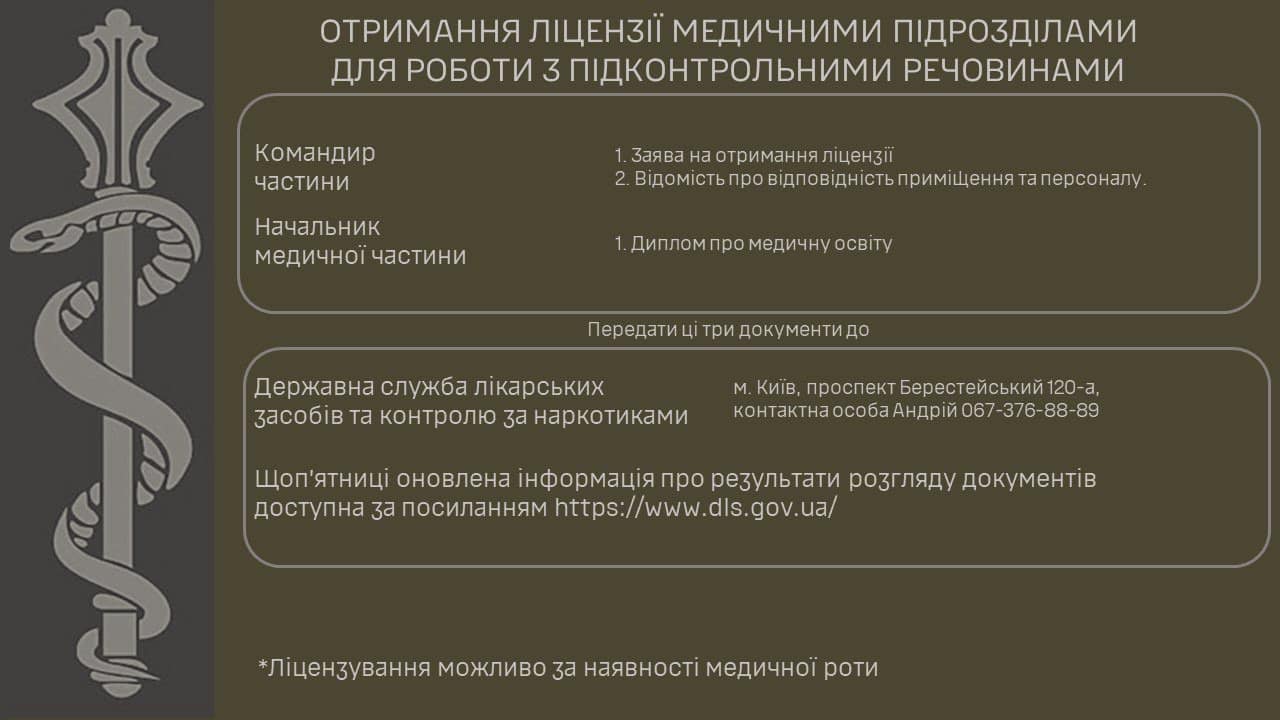 ОТРИМАННЯ ЛІЦЕНЗІЇ МЕДИЧНИМИ ПІДРОЗДІЛАМИ
ДЛЯ РОБОТИ З ПІДКОНТРОЛЬНИМИ РЕЧОВИНАМИ
Командир
частини
1. Заява на отримання ліцензії
2. Відомість про відповідність приміщення та персоналу.
Начальник
медичної частини
1. Диплом про медичну освіту
Передати ці три документи до
Державна служба лікарських
засобів та контролю за наркотиками
м. Київ, проспект Берестейський 120-а,
контактна особа Андрій 067-376-88-89
Щоп'ятниці оновлена інформація про результати розгляду документів
доступна за посиланням https://www.dls.gov.ua/
*Ліцензування можливо за наявності медичної роти